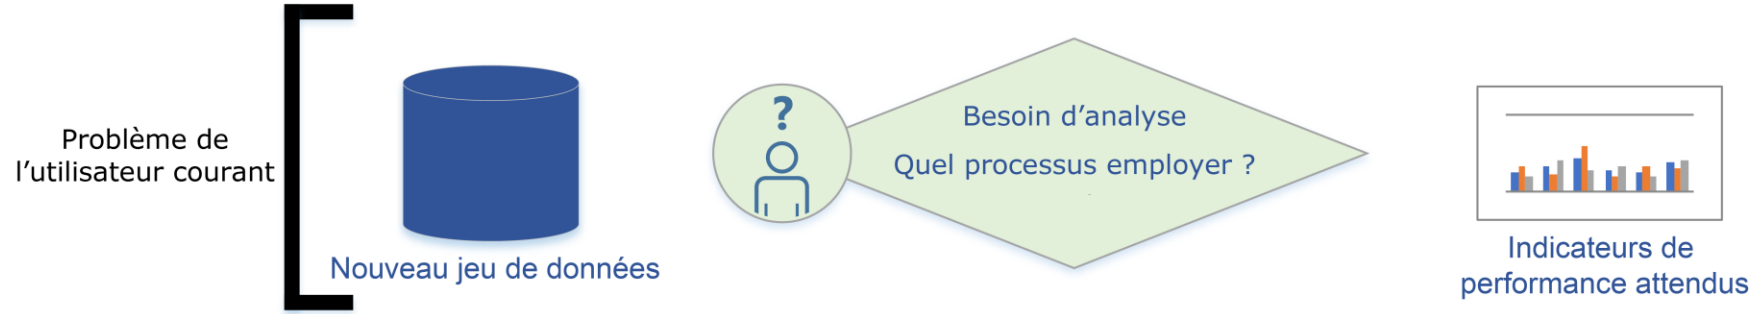 Problème de
l'utilisateur courant
Nouveau jeu de données
?
Besoin d'analyse
Quel processus employer ?
Indicateurs de
performance attendus